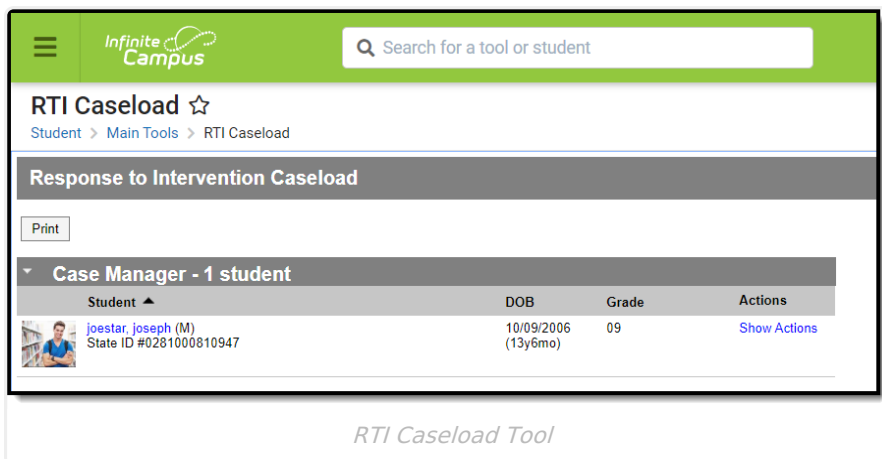 Infinite
Campus
Search for a tool or student
RTI Caseload
Student > Main Tools > RTI Caseload
Response to Intervention Caseload
Print
Case Manager - 1 student
Student DOB Grade Actions
joestar, joseph (M) 10/09/2006 09 Show Actions
State ID #0281000810947 (13y6mo)
RTI Caseload Tool